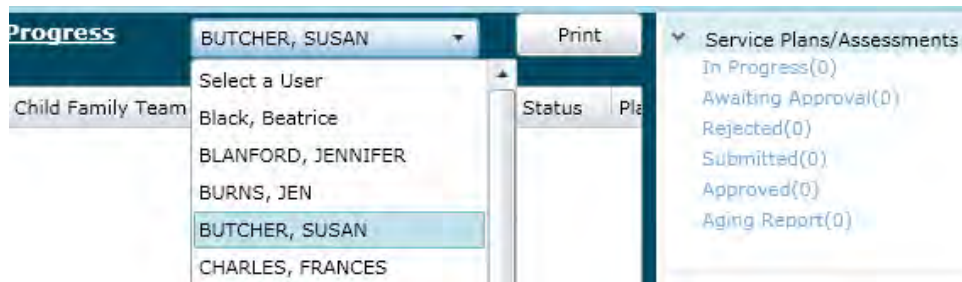 Progress
BUTCHER, SUSAN
Print
Child Family Team
Status
Select a User
Black, Beatrice
BLANFORD, JENNIFER
BURNS, JEN
BUTCHER, SUSAN
CHARLES, FRANCES
Service Plans/Assessments
In Progress(0)
Awaiting Approval(0)
Rejected(0)
Submitted(0)
Approved(0)
Aging Report(0)